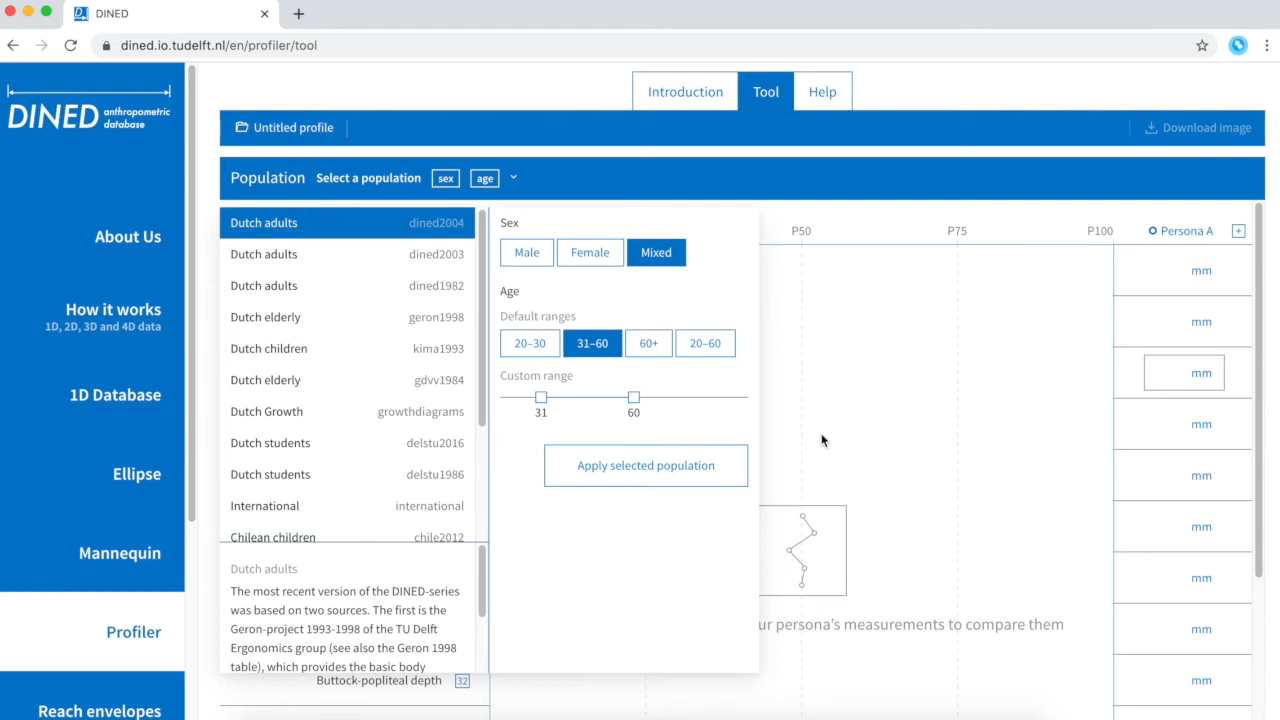 DINED
dined.io.tudelft.nl/en/profiler/tool
DINED anthropometric database
About Us
How it works
1D, 2D, 3D and 4D data
1D Database
Ellipse
Mannequin
Profiler
Reach envelopes
Introduction Tool Help
Untitled profile Download image
Population Select a population sex age
Dutch adults dined2004
Dutch adults dined2003
Dutch adults dined1982
Dutch elderly geron1998
Dutch children kima1993
Dutch elderly gdvv1984
Dutch Growth growthdiagrams
Dutch students delstu2016
Dutch students delstu1986
International international
Chilean children chile2012
Dutch adults
The most recent version of the DINED-series
was based on two sources. The first is the
Geron-project 1993-1998 of the TU Delft
Ergonomics group (see also the Geron 1998
table), which provides the basic body
Buttock-popliteal depth 32
Sex
Male Female Mixed
Age
Default ranges
20–30 31–60 60+ 20–60
Custom range
31 60
Apply selected population
P50 P75 P100 Persona A
mm
mm
mm
mm
mm
mm
mm
mm
mm
ur persona's measurements to compare them